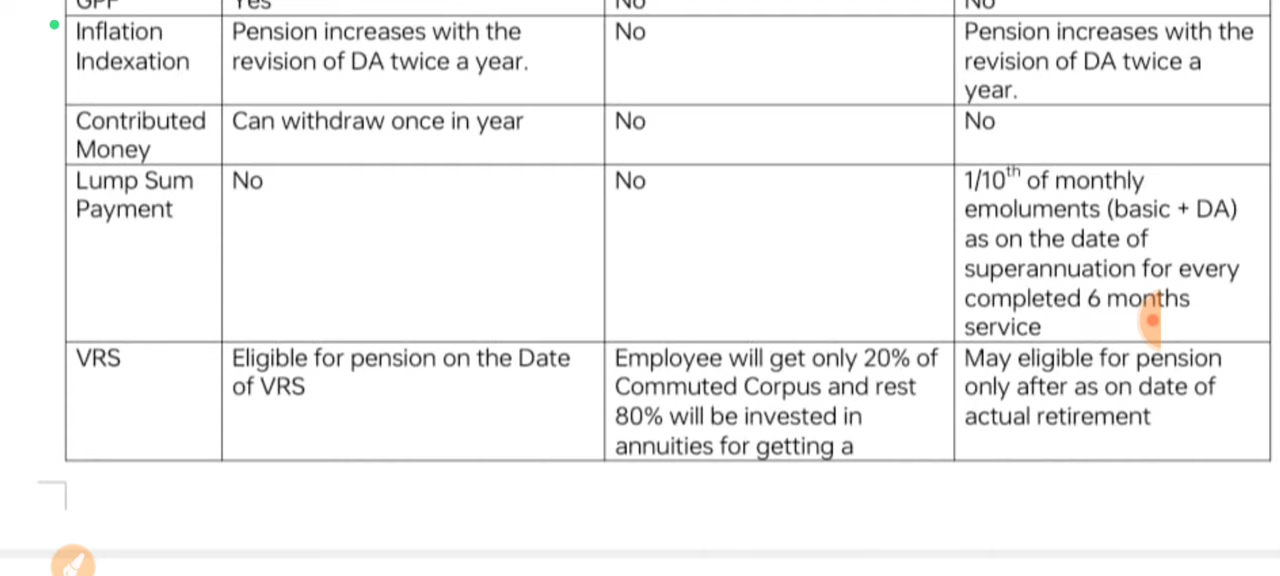 GPF Yes No No
Inflation Pension increases with the No Pension increases with the
Indexation revision of DA twice a year. revision of DA twice a
year.
Contributed Can withdraw once in year No No
Money
Lump Sum No No 1/10th of monthly
Payment emoluments (basic + DA)
as on the date of
superannuation for every
completed 6 months
service
VRS Eligible for pension on the Date Employee will get only 20% of May eligible for pension
of VRS Commuted Corpus and rest only after as on date of
80% will be invested in actual retirement
annuities for getting a